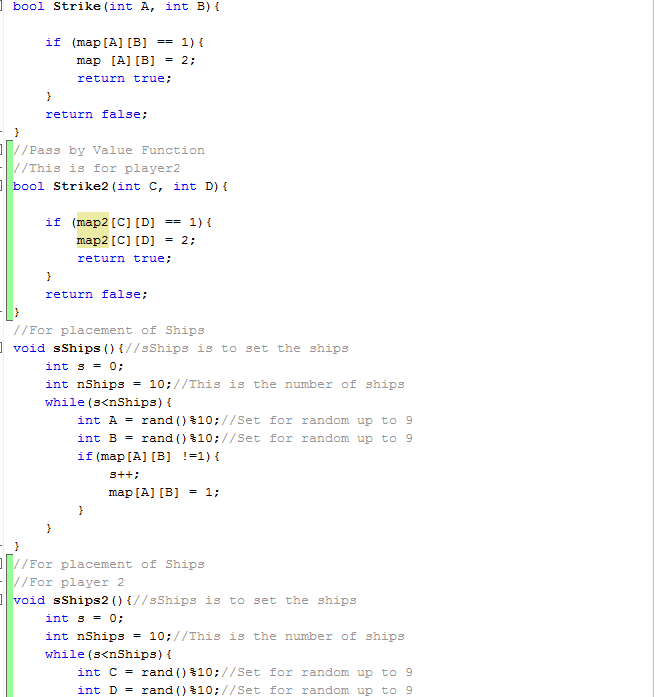 bool Strike(int A, int B){
if (map[A][B] == 1){
map [A][B] = 2;
return true;
}
return false;
}
//Pass by Value Function
//This is for player2
bool Strike2(int C, int D){
if (map2[C][D] == 1){
map2[C][D] = 2;
return true;
}
return false;
}
//For placement of Ships
void sShips(){//sShips is to set the ships
int s = 0;
int nShips = 10;//This is the number of ships
while(s<nShips){
int A = rand()%10;//Set for random up to 9
int B = rand()%10;//Set for random up to 9
if(map[A][B] !=1){
s++;
map[A][B] = 1;
}
}
}
//For placement of Ships
//For player 2
void sShips2(){//sShips is to set the ships
int s = 0;
int nShips = 10;//This is the number of ships
while(s<nShips){
int C = rand()%10;//Set for random up to 9
int D = rand()%10;//Set for random up to 9